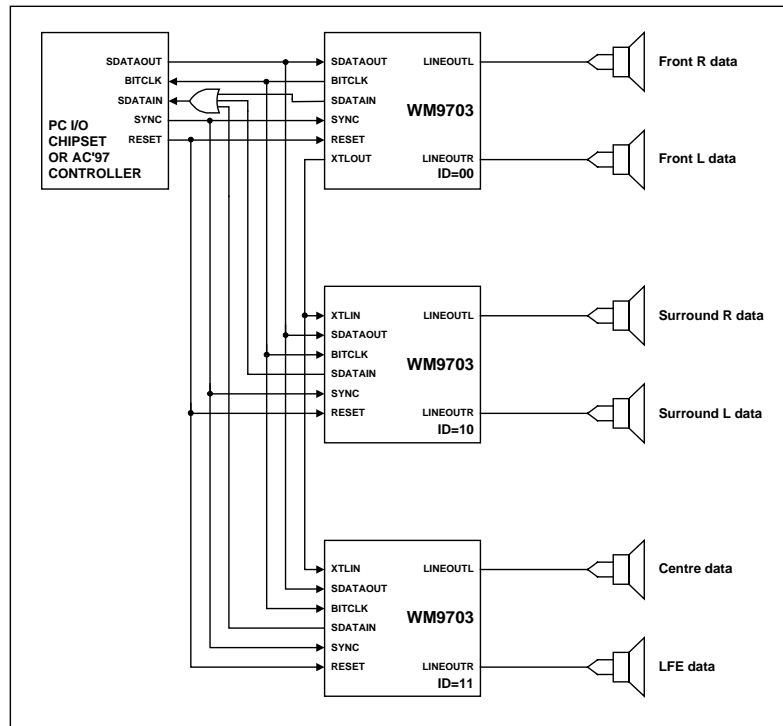 SDATAOUT
BITCLK
SDATAIN
SYNC
RESET
PC I/O
CHIPSET
OR AC'97
CONTROLLER
SDATAOUT
BITCLK
SDATAIN
SYNC
RESET
XTLOUT
LINEOUTL
WM9703
LINEOUTR
ID=00
Front R data
Front L data
XTLIN
SDATAOUT
BITCLK
SDATAIN
SYNC
RESET
LINEOUTL
WM9703
LINEOUTR
ID=10
Surround R data
Surround L data
XTLIN
SDATAOUT
BITCLK
SDATAIN
SYNC
RESET
LINEOUTL
WM9703
LINEOUTR
ID=11
Centre data
LFE data